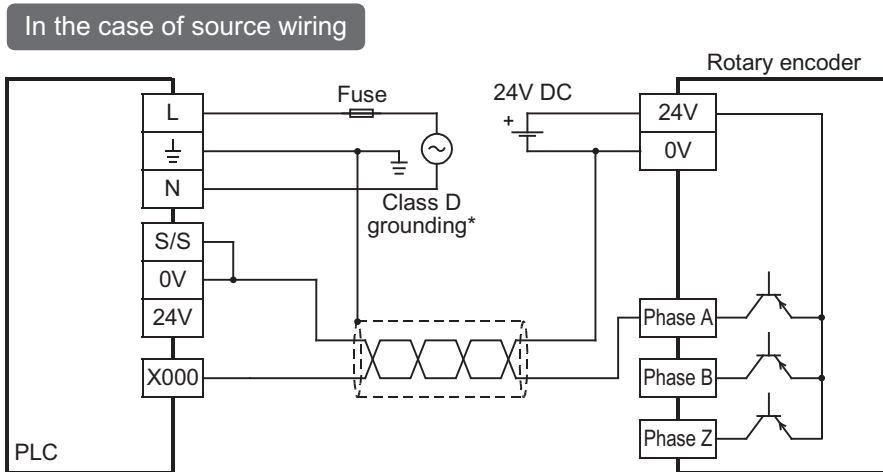 In the case of source wiring
Rotary encoder
Fuse
24V DC
+
L
N
S/S
0V
24V
X000
PLC
Class D
grounding*
24V
0V
Phase A
Phase B
Phase Z